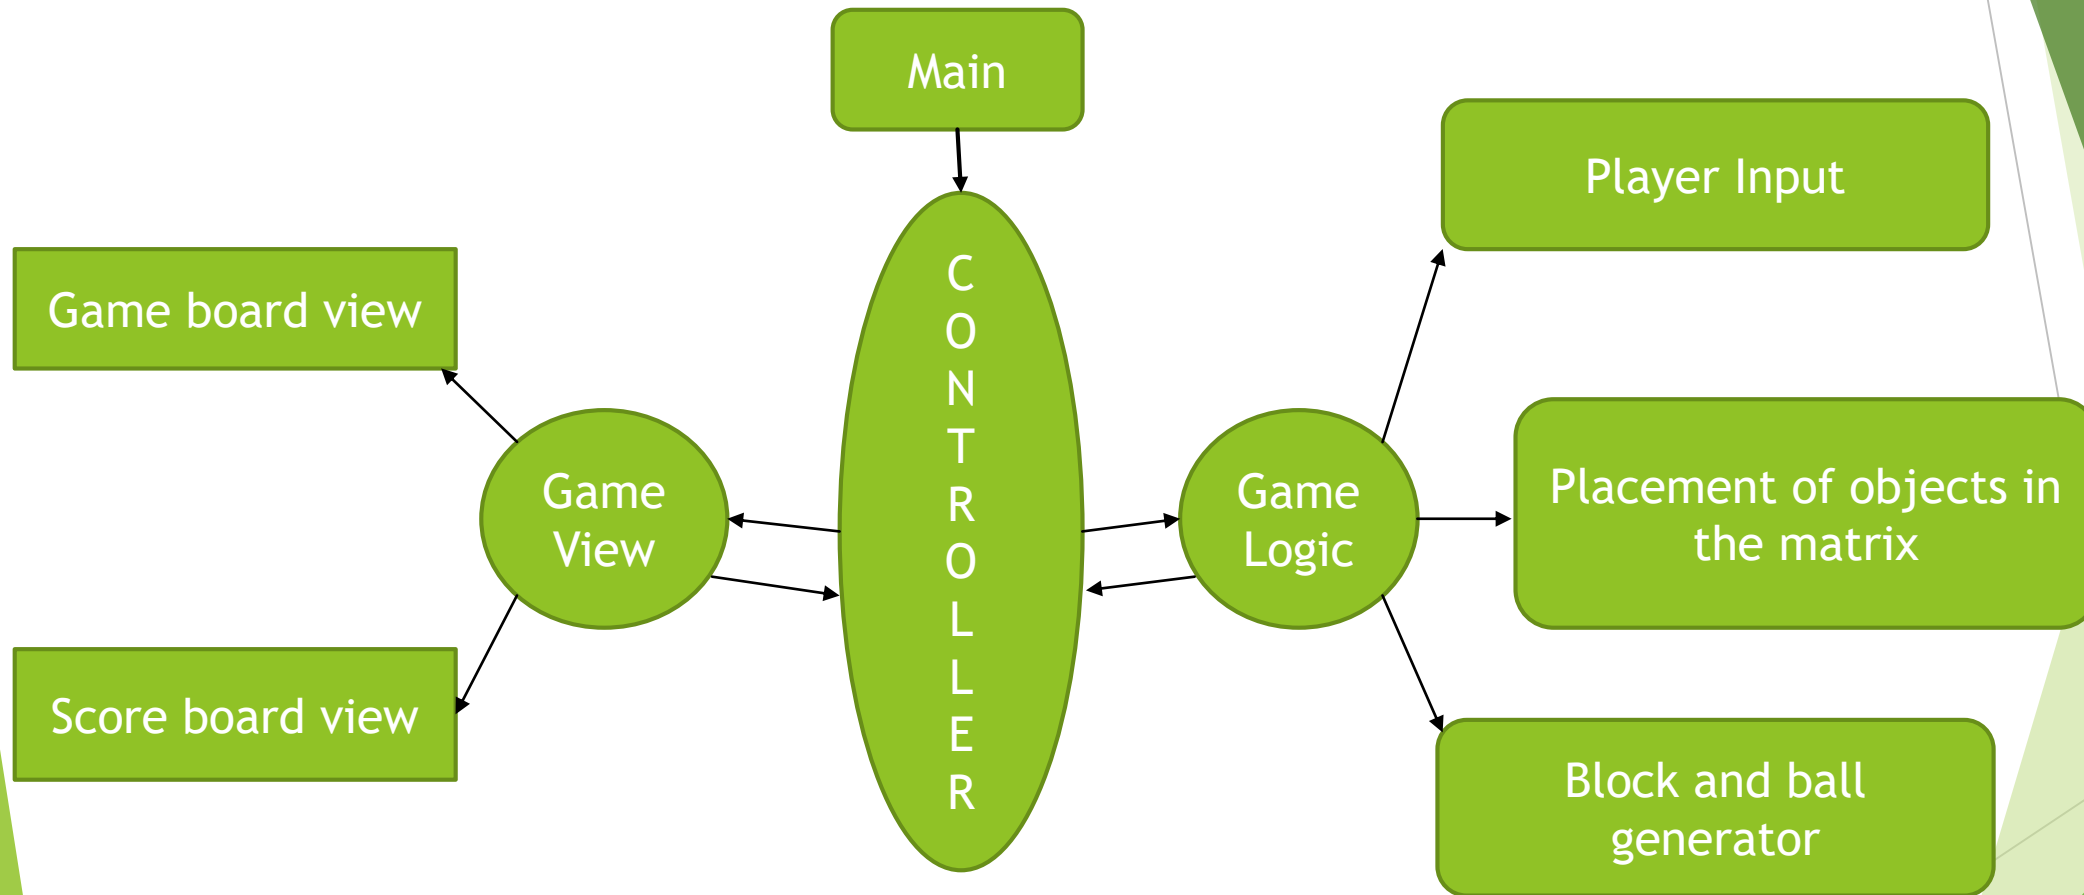 Main
Player Input
Game board view
C
O
N
T
R
O
L
L
E
R
Game
View
Game
Logic
Placement of objects in
the matrix
Score board view
Block and ball
generator